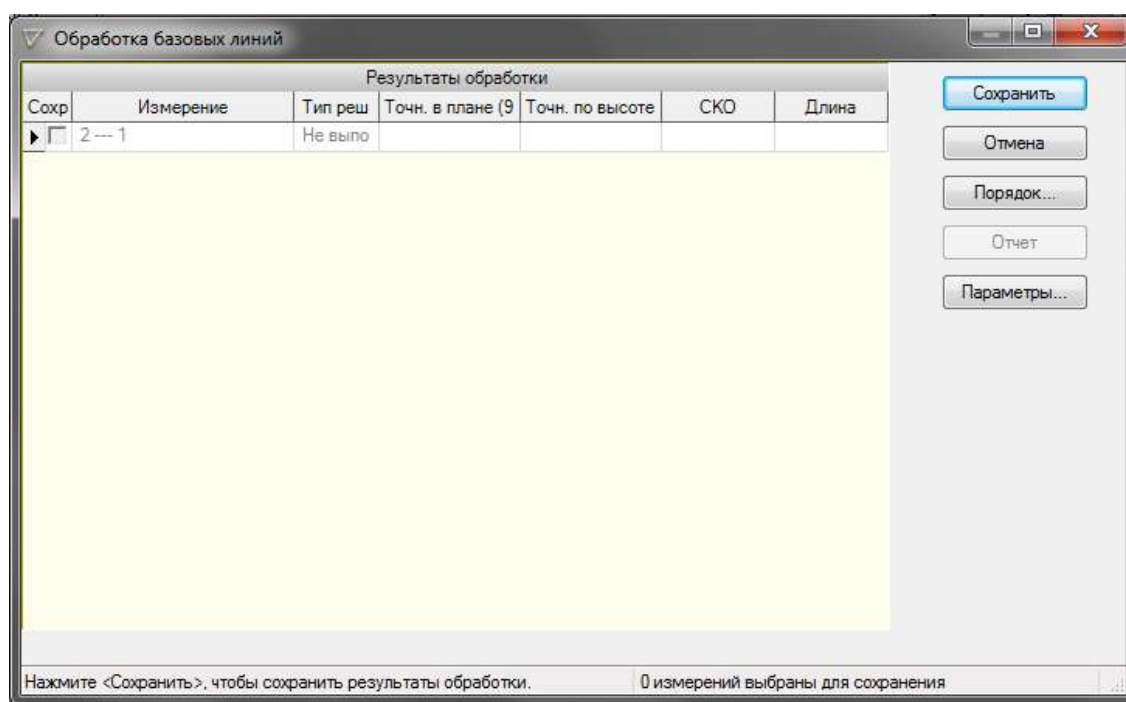 Обработка базовых линий
Результаты обработки
Сохр Измерение Тип реш Точн. в плане (9 Точн. по высоте СКО Длина
2 --- 1 Не выпо
Сохранить
Отмена
Порядок...
Отчет
Параметры...
Нажмите <Сохранить>, чтобы сохранить результаты обработки. 0 измерений выбраны для сохранения